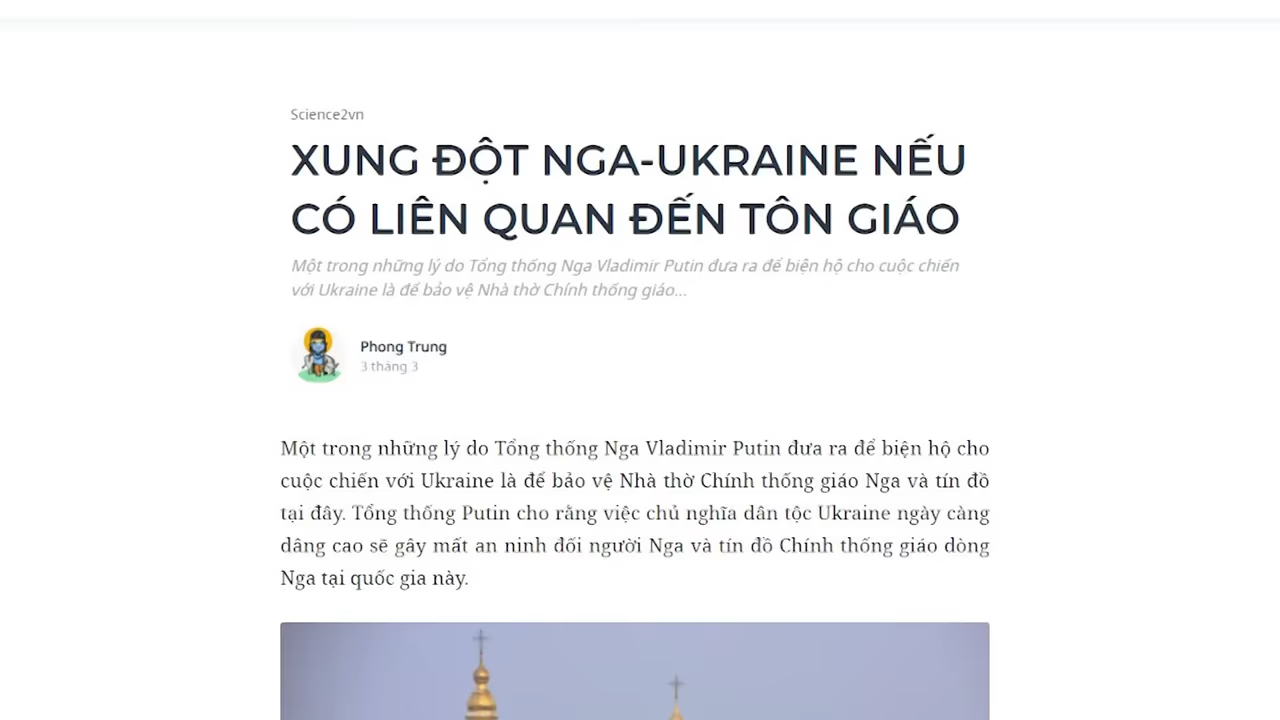 Science2vn
XUNG ĐỘT NGA-UKRAINE NẾU
CÓ LIÊN QUAN ĐẾN TÔN GIÁO
Một trong những lý do Tổng thống Nga Vladimir Putin đưa ra để biện hộ cho cuộc chiến
với Ukraine là để bảo vệ Nhà thờ Chính thống giáo...
Phong Trung
3 tháng 3
Một trong những lý do Tổng thống Nga Vladimir Putin đưa ra để biện hộ cho
cuộc chiến với Ukraine là để bảo vệ Nhà thờ Chính thống giáo Nga và tín đồ
tại đây. Tổng thống Putin cho rằng việc chủ nghĩa dân tộc Ukraine ngày càng
dâng cao sẽ gây mất an ninh đối người Nga và tín đồ Chính thống giáo dòng
Nga tại quốc gia này.